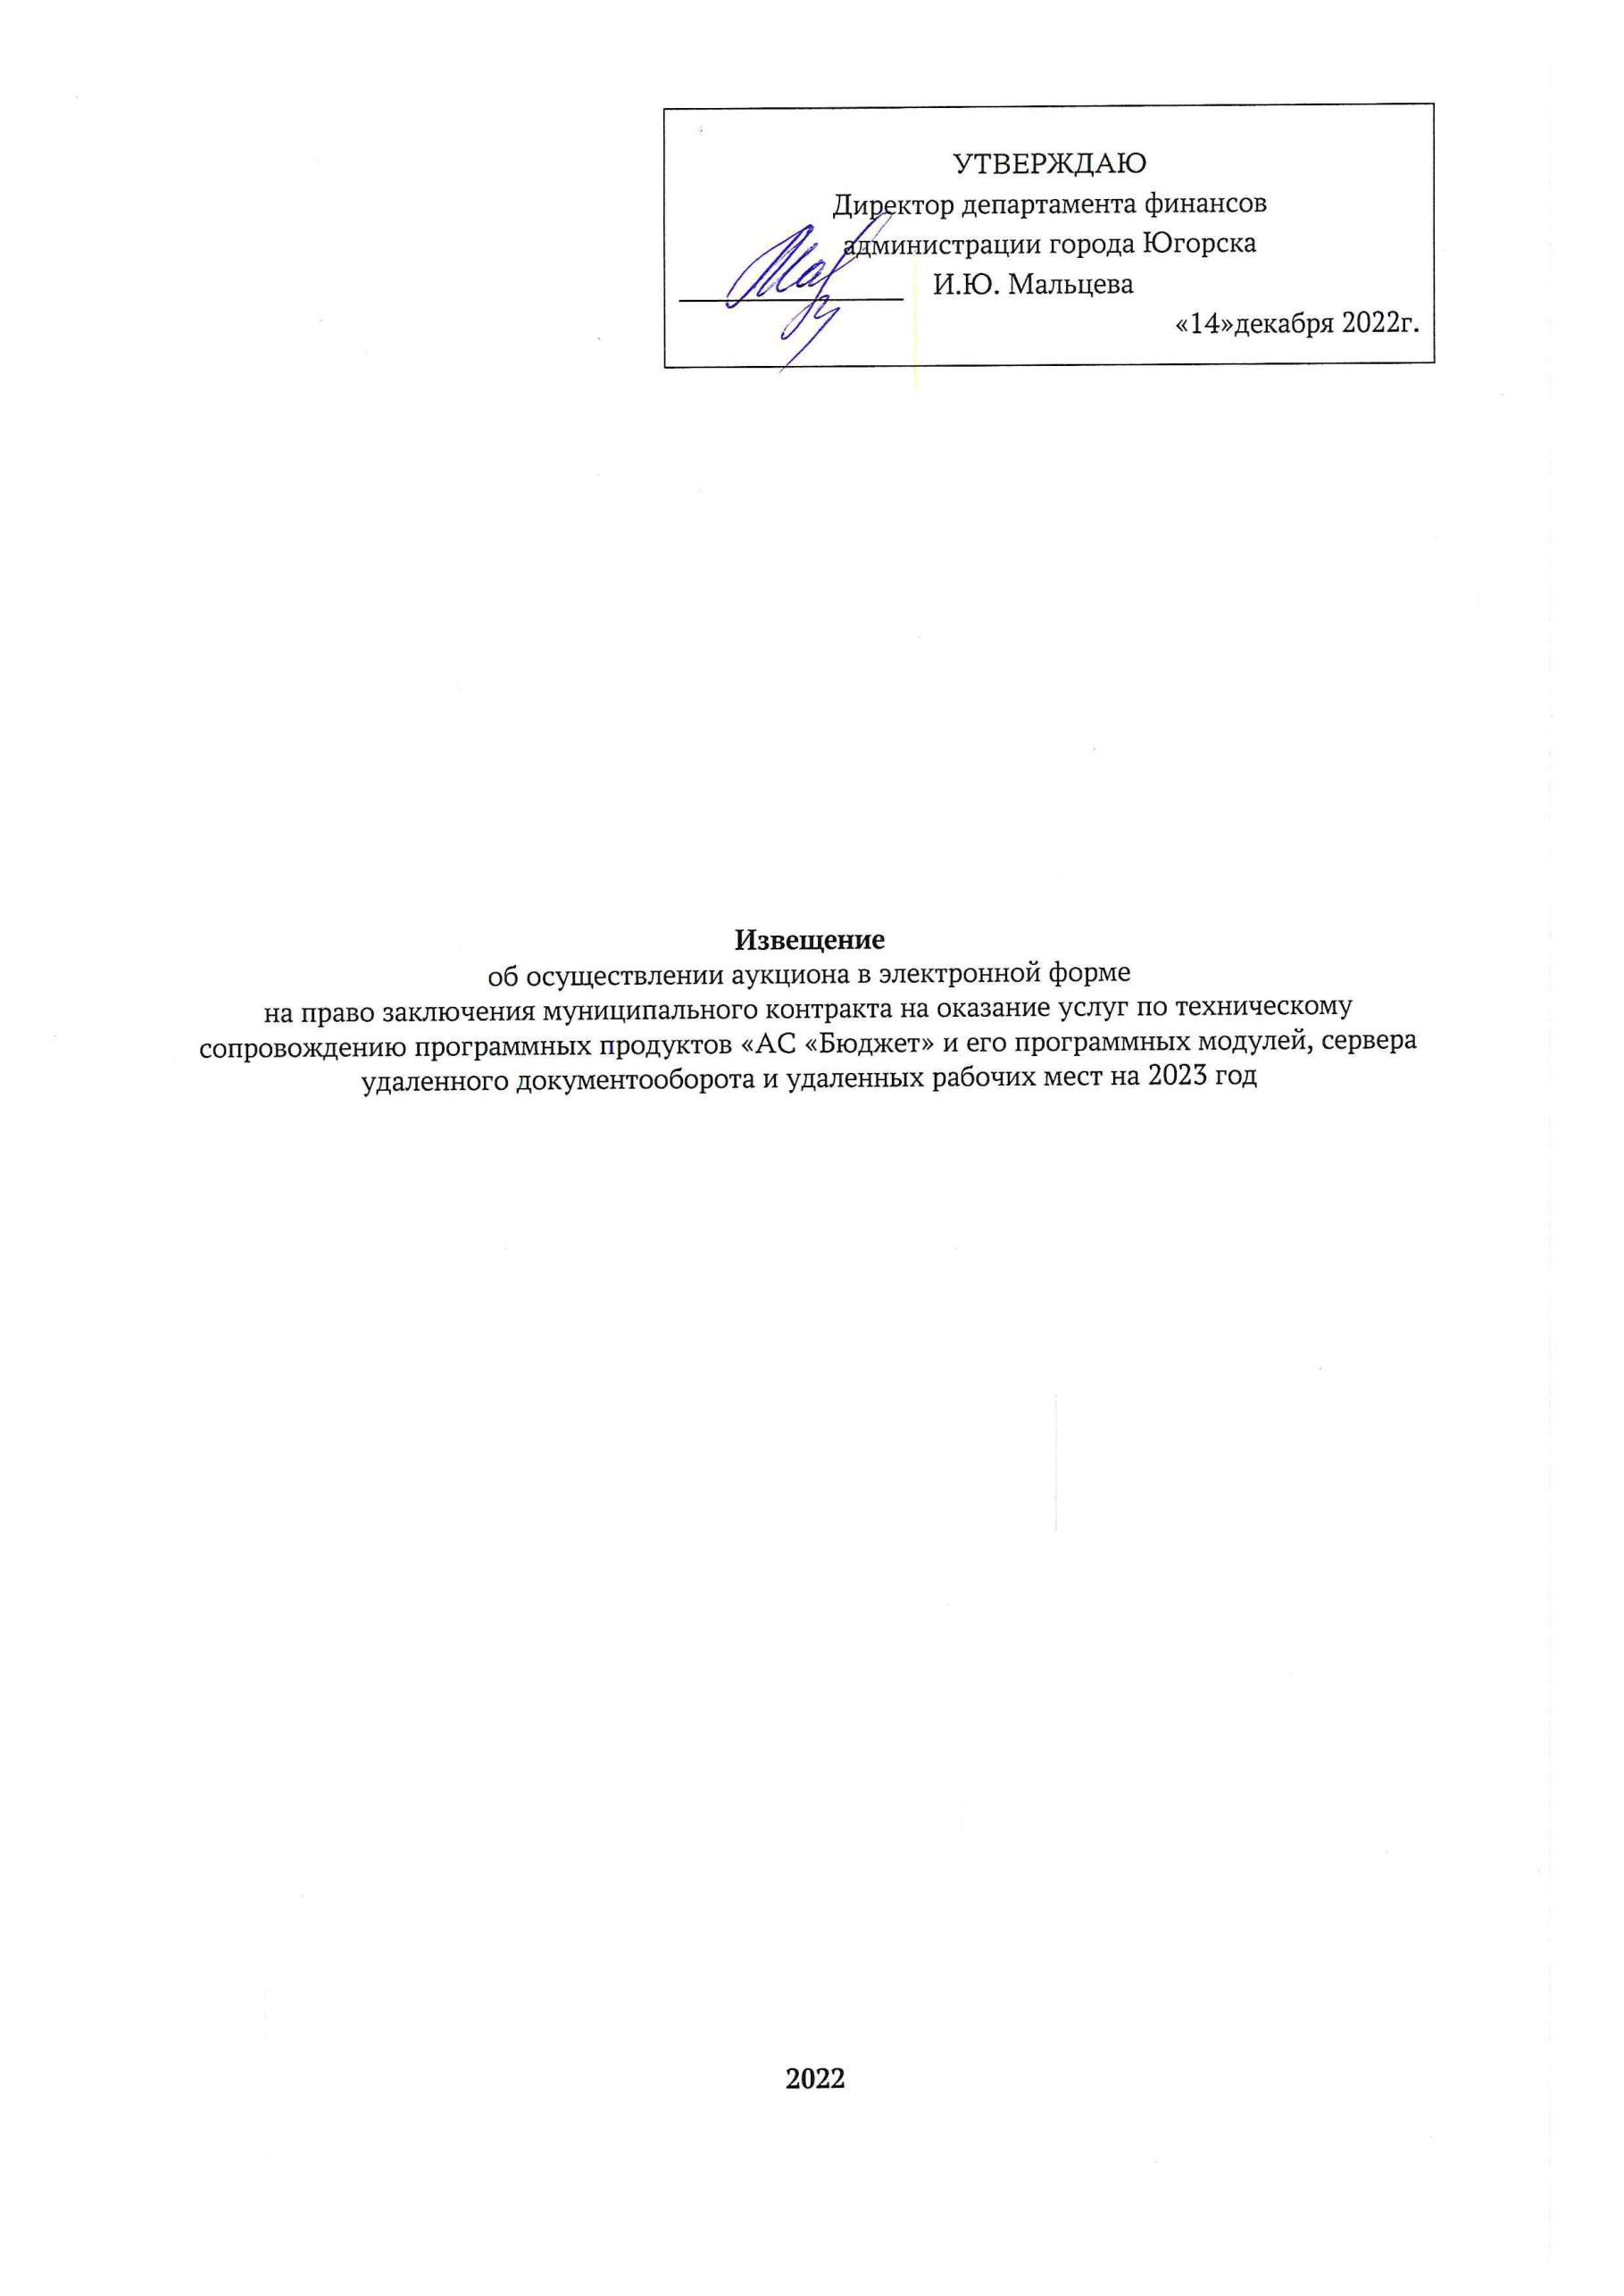 УТВЕРЖДАЮ
Директор департамента финансов
администрации города Югорска
И.Ю. Мальцева
«14»декабря 2022г.
Извещение
об осуществлении аукциона в электронной форме
на право заключения муниципального контракта на оказание услуг по техническому
сопровождению программных продуктов «АС «Бюджет» и его программных модулей, сервера
удаленного документооборота и удаленных рабочих мест на 2023 год
2022